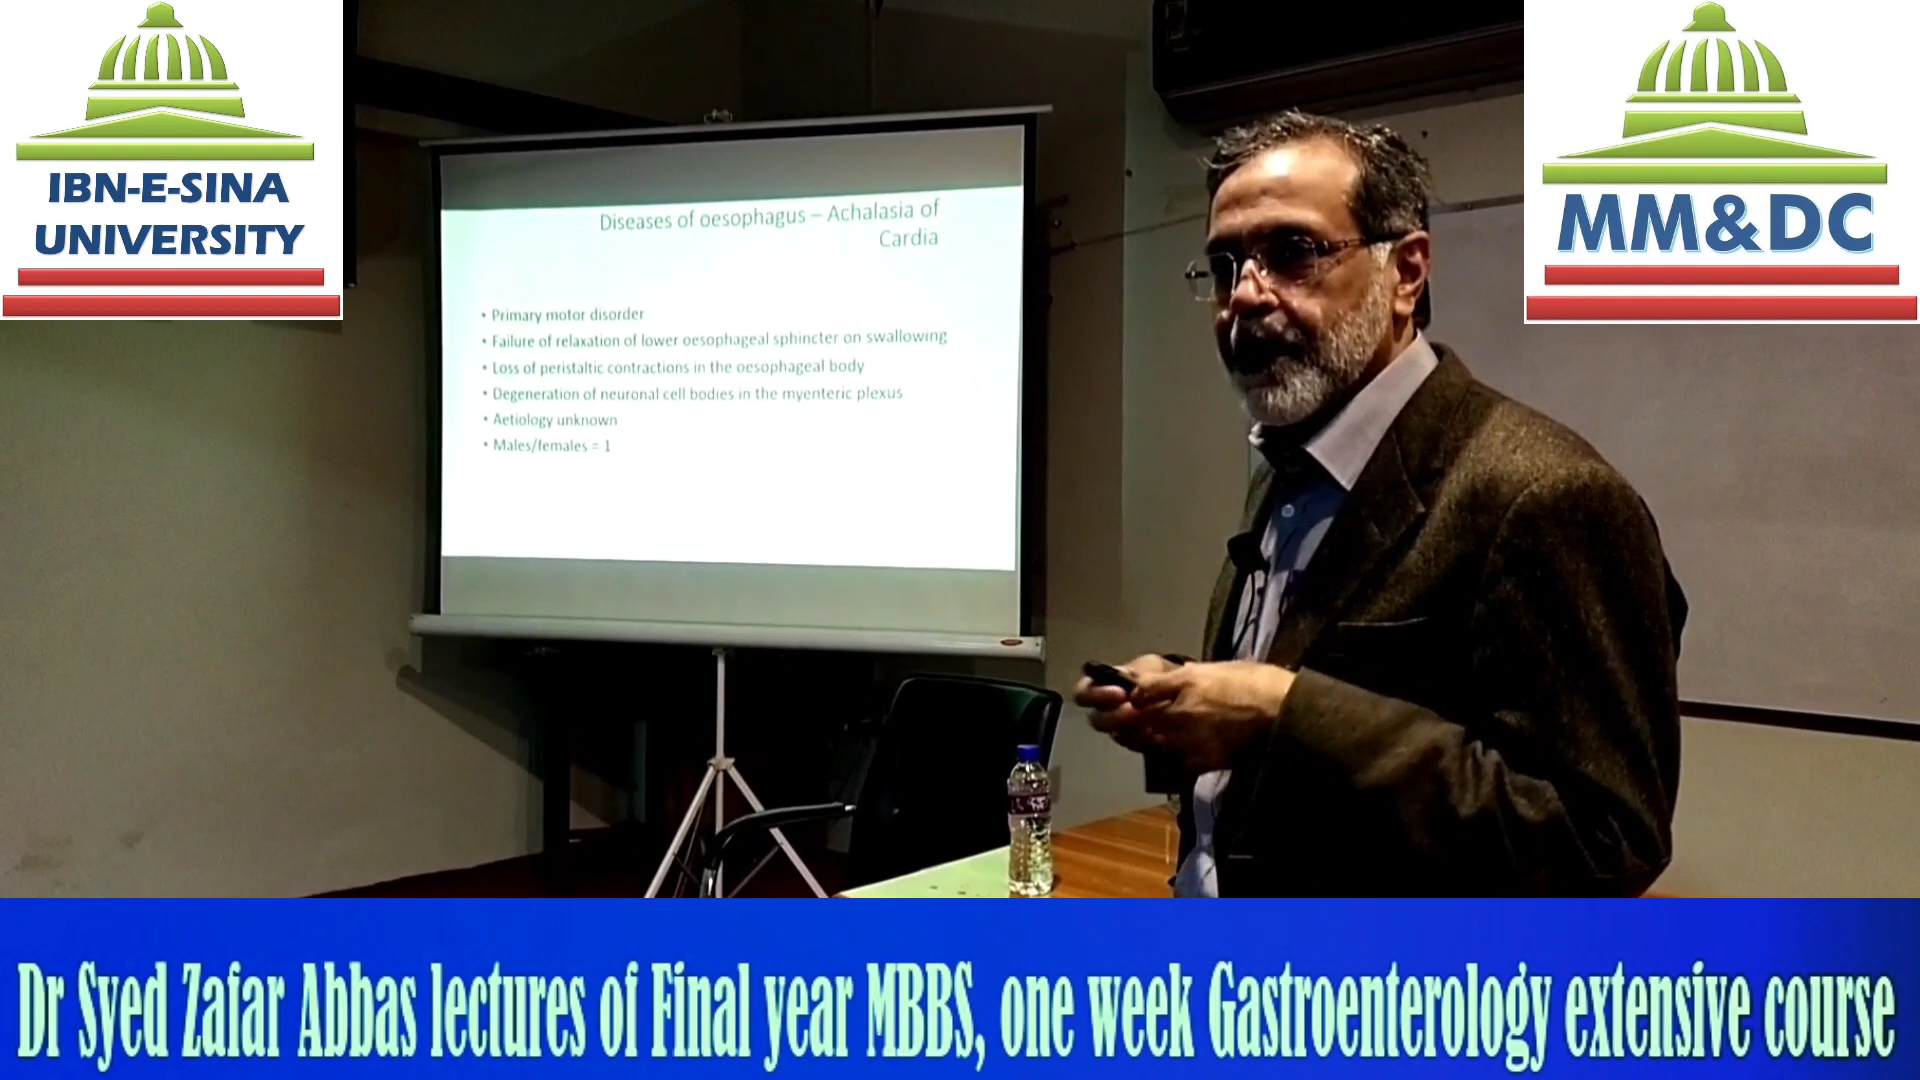 IBN-E-SINA
UNIVERSITY
MM&DC
Diseases of oesophagus – Achalasia of
Cardia
• Primary motor disorder
• Failure of relaxation of lower oesophageal sphincter on swallowing
• Loss of peristaltic contractions in the oesophageal body
• Degeneration of neuronal cell bodies in the myenteric plexus
• Aetiology unknown
• Males/females = 1
Dr Syed Zafar Abbas lectures of Final year MBBS, one week Gastroenterology extensive course